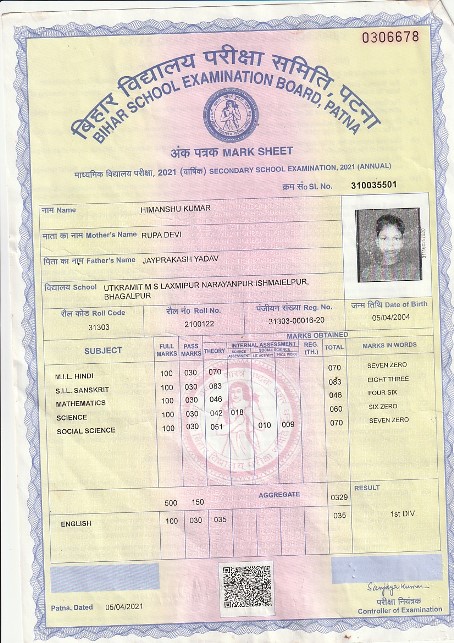 0306678
बिहार विद्यालय परीक्षा समिति, पटना
BIHAR SCHOOL EXAMINATION BOARD, PATNA
अंक पत्रक MARK SHEET
माध्यमिक विद्यालय परीक्षा, 2021 (वार्षिक) SECONDARY SCHOOL EXAMINATION, 2021 (ANNUAL)
क्रम सं० Sl. No. 310035501
नाम Name HIMANSHU KUMAR
माता का नाम Mother's Name RUPA DEVI
पिता का नाम Father's Name JAYPRAKASH YADAV
विद्यालय School UTKRAMIT M S LAXMIPUR NARAYANPUR ISHMAIELPUR,
BHAGALPUR
रौल कोड Roll Code रौल नं० Roll No. पंजीयन संख्या Reg. No. जन्म तिथि Date of Birth
31303 2100122 31303-00016-20 05/04/2004
MARKS OBTAINED
SUBJECT FULL MARKS PASS MARKS THEORY INTERNAL ASSESSMENT NEG. (TH.) TOTAL MARKS IN WORDS
M.I.L. HINDI 100 030 070 070 SEVEN ZERO
S.I.L. SANSKRIT 100 030 083 083 EIGHT THREE
MATHEMATICS 100 030 046 046 FOUR SIX
SCIENCE 100 030 042 018 060 SIX ZERO
SOCIAL SCIENCE 100 030 051 010 009 070 SEVEN ZERO
500 150 AGGREGATE 0329 RESULT
ENGLISH 100 030 035 035 1st DIV
Sanjay Kumar
परीक्षा नियंत्रक
Patna, Dated 05/04/2021 Controller of Examination